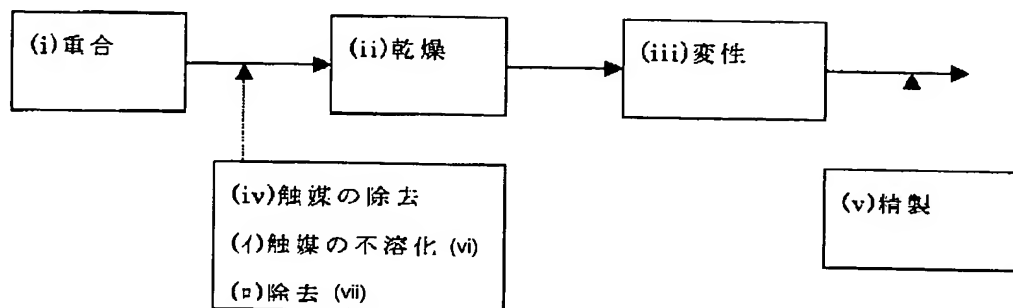 (i)重合
(ii)乾燥
(iii)変性
(iv)触媒の除去
(イ)触媒の不溶化 (vi)
(ロ)除去 (vii)
(v)精製